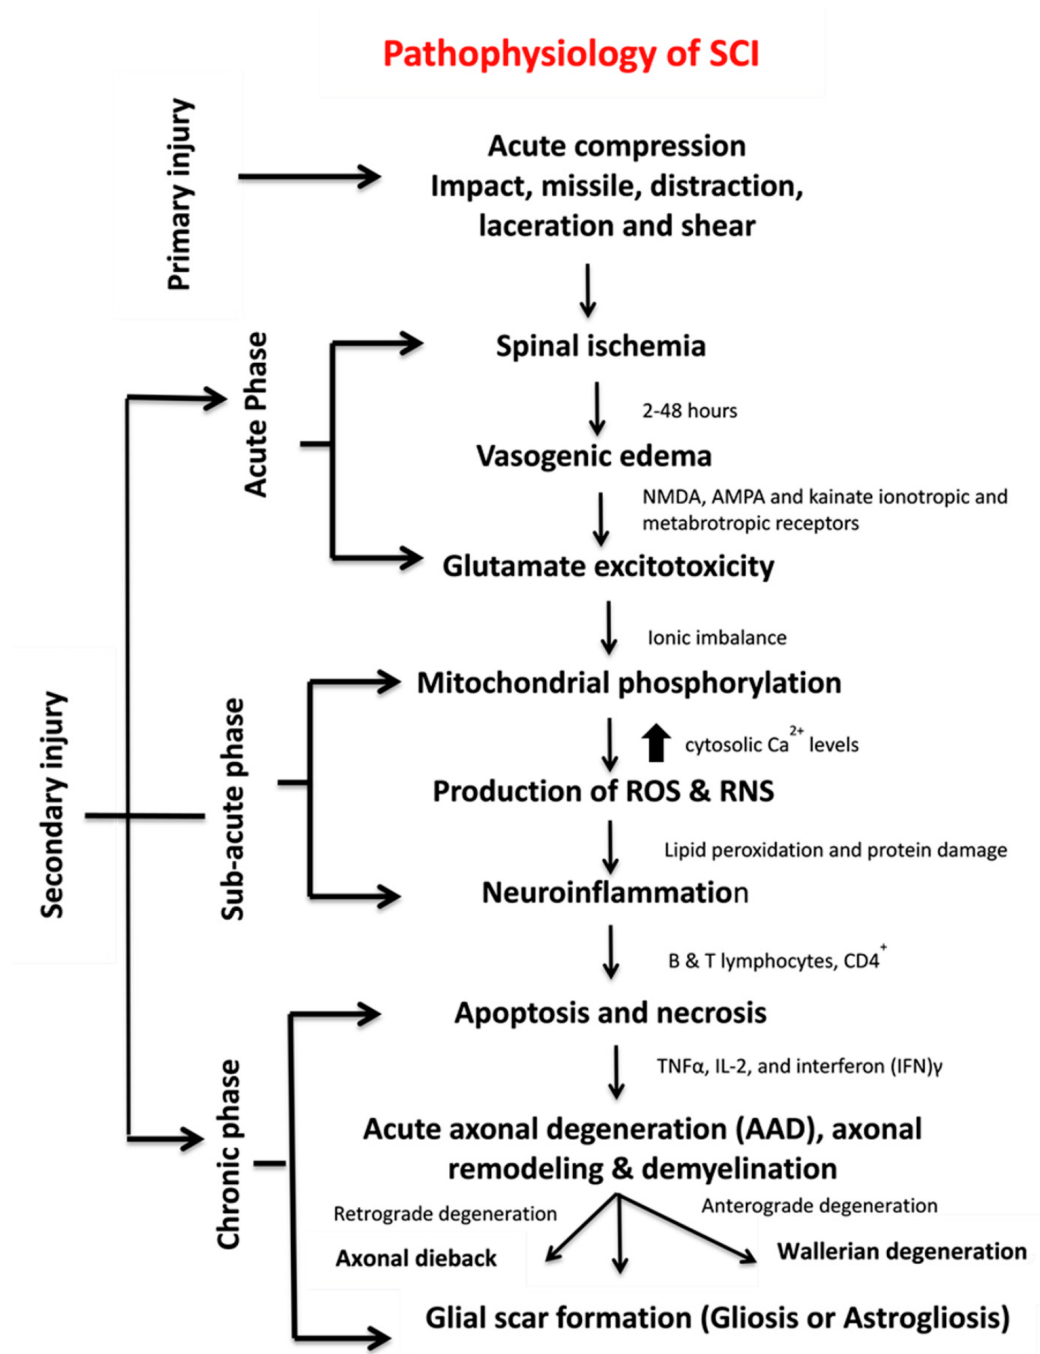 Pathophysiology of SCI
Primary injury
Acute compression
Impact, missile, distraction,
laceration and shear
Acute Phase
Spinal ischemia
2-48 hours
Vasogenic edema
NMDA, AMPA and kainate ionotropic and
metabrotropic receptors
Glutamate excitotoxicity
Ionic imbalance
Secondary injury
Sub-acute phase
Mitochondrial phosphorylation
cytosolic Ca2+ levels
Production of ROS & RNS
Lipid peroxidation and protein damage
Neuroinflammation
B & T lymphocytes, CD4+
Chronic phase
Apoptosis and necrosis
TNFα, IL-2, and interferon (IFN)γ
Acute axonal degeneration (AAD), axonal
remodeling & demyelination
Retrograde degeneration
Anterograde degeneration
Axonal dieback
Wallerian degeneration
Glial scar formation (Gliosis or Astrogliosis)